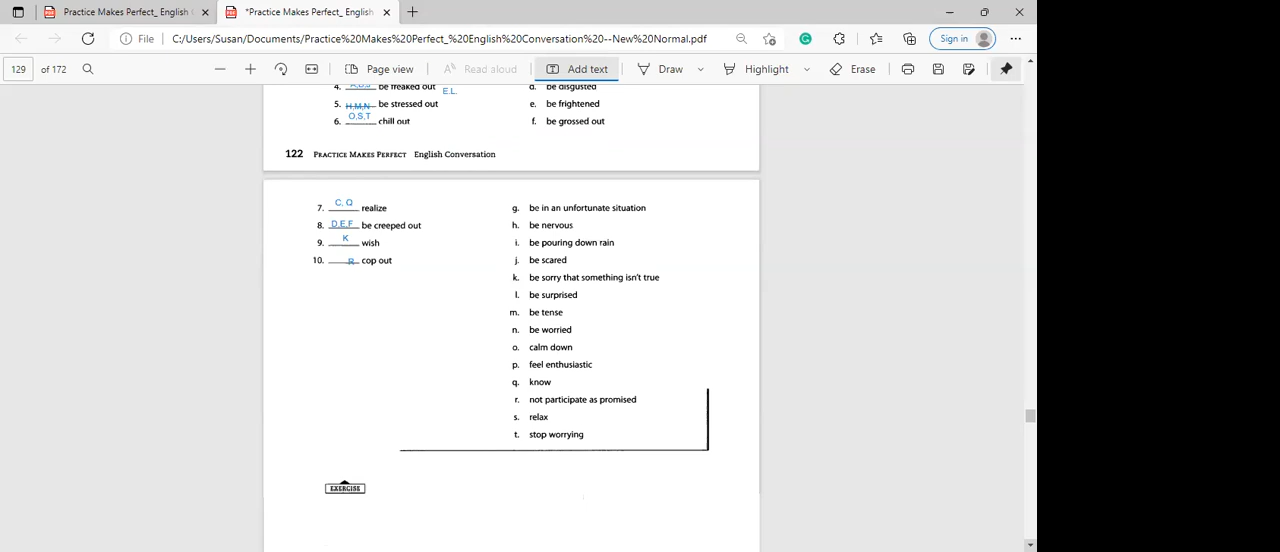 Practice Makes Perfect_ English C
*Practice Makes Perfect_ English
File C:/Users/Susan/Documents/Practice%20Makes%20Perfect_%20English%20Conversation%20--New%20Normal.pdf
Sign in
129 of 172
Page view
Read aloud
Add text
Draw
Highlight
Erase
4. be freaked out E.L. d. be disgusted
5. H,M,N be stressed out e. be frightened
6. O,S,T chill out f. be grossed out
122 PRACTICE MAKES PERFECT English Conversation
7. C, Q realize g. be in an unfortunate situation
8. D,E,F be creeped out h. be nervous
9. K wish i. be pouring down rain
10. R cop out j. be scared
k. be sorry that something isn't true
l. be surprised
m. be tense
n. be worried
o. calm down
p. feel enthusiastic
q. know
r. not participate as promised
s. relax
t. stop worrying
EXERCISE